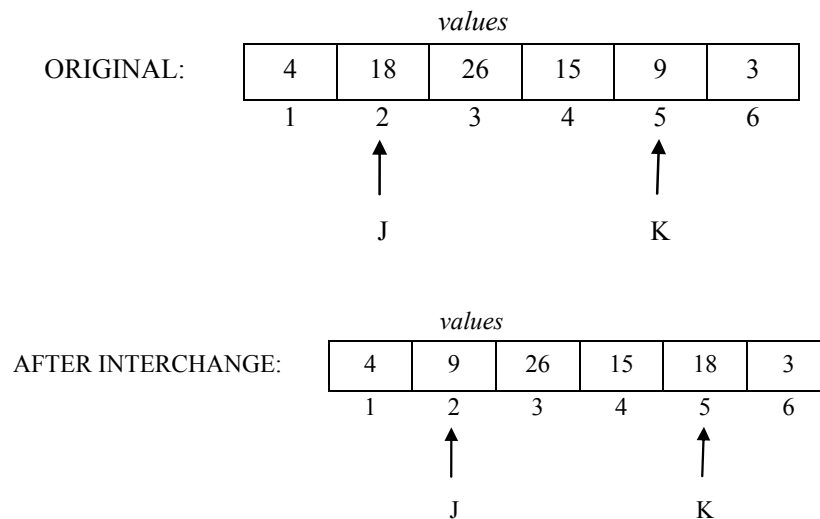 values
ORIGINAL: 4 18 26 15 9 3
1 2 3 4 5 6
J K
values
AFTER INTERCHANGE: 4 9 26 15 18 3
1 2 3 4 5 6
J K